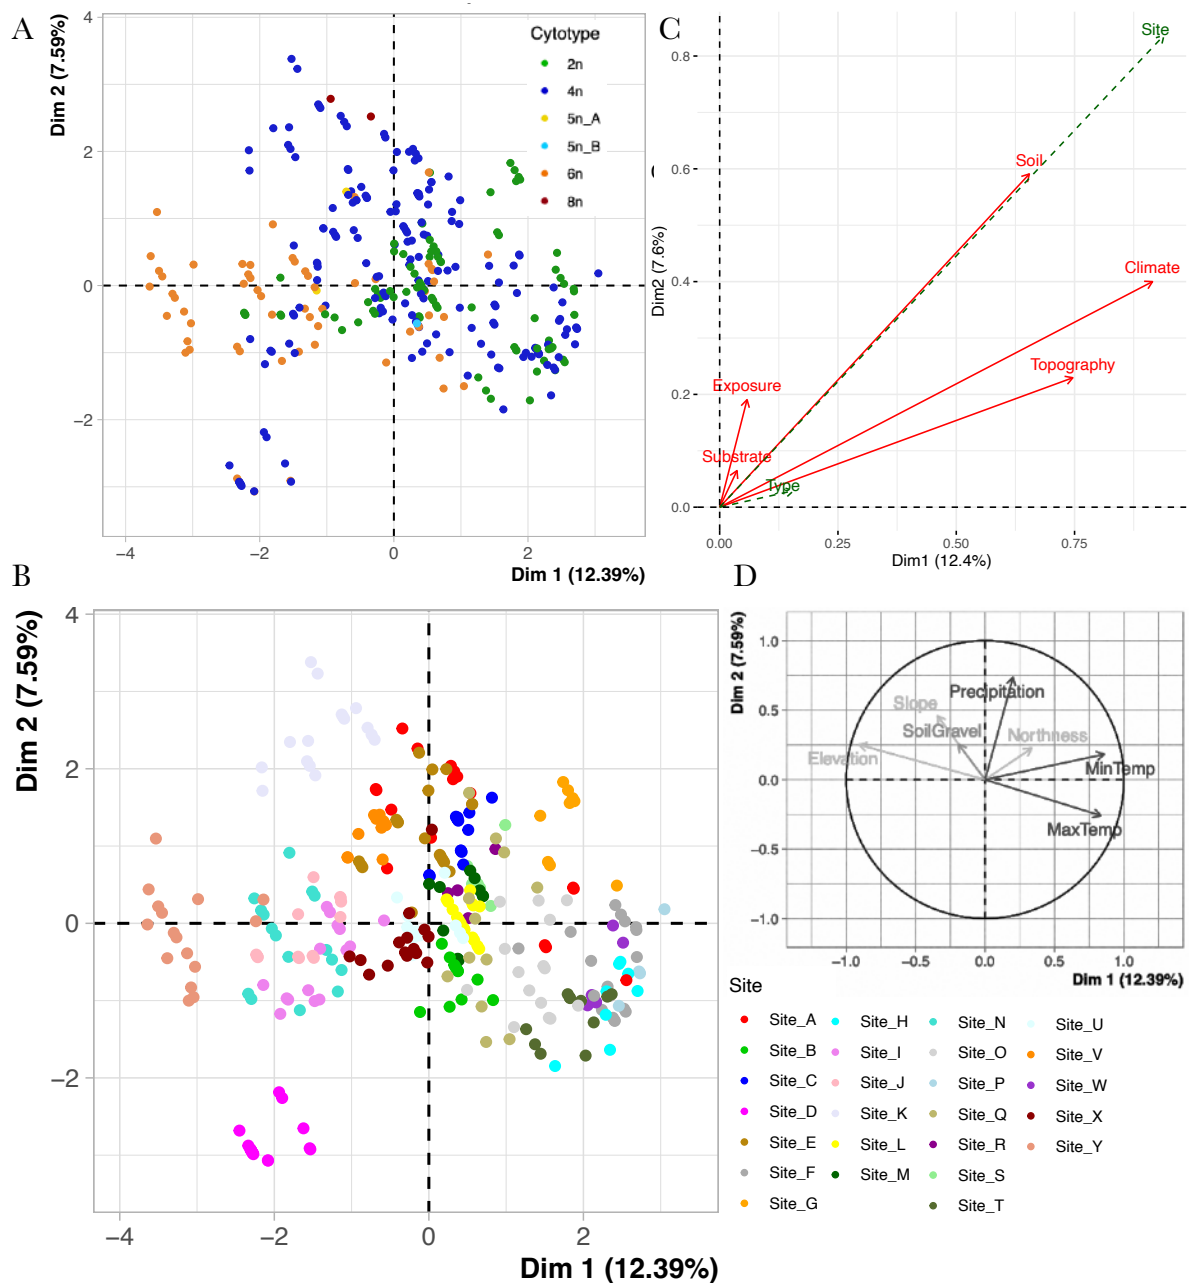 A
Dim 2 (7.59%)
4
2
0
−2
−4
−2
0
2
Dim 1 (12.39%)
Cytotype
2n
4n
5n_A
5n_B
6n
8n
C
Dim2 (7.6%)
0.8
0.6
0.4
0.2
0.0
0.00
0.25
0.50
0.75
Dim1 (12.4%)
Site
Soil
Climate
Topography
Exposure
Substrate
Type
B
Dim 2 (7.59%)
4
2
0
−2
−4
−2
0
2
Dim 1 (12.39%)
D
Dim 2 (7.59%)
1.0
0.5
0.0
−0.5
−1.0
−1.0
−0.5
0.0
0.5
1.0
Dim 1 (12.39%)
Precipitation
Slope
SoilGravel
Northness
Elevation
MinTemp
MaxTemp
Site
Site_A
Site_B
Site_C
Site_D
Site_E
Site_F
Site_G
Site_H
Site_I
Site_J
Site_K
Site_L
Site_M
Site_N
Site_O
Site_P
Site_Q
Site_R
Site_S
Site_T
Site_U
Site_V
Site_W
Site_X
Site_Y